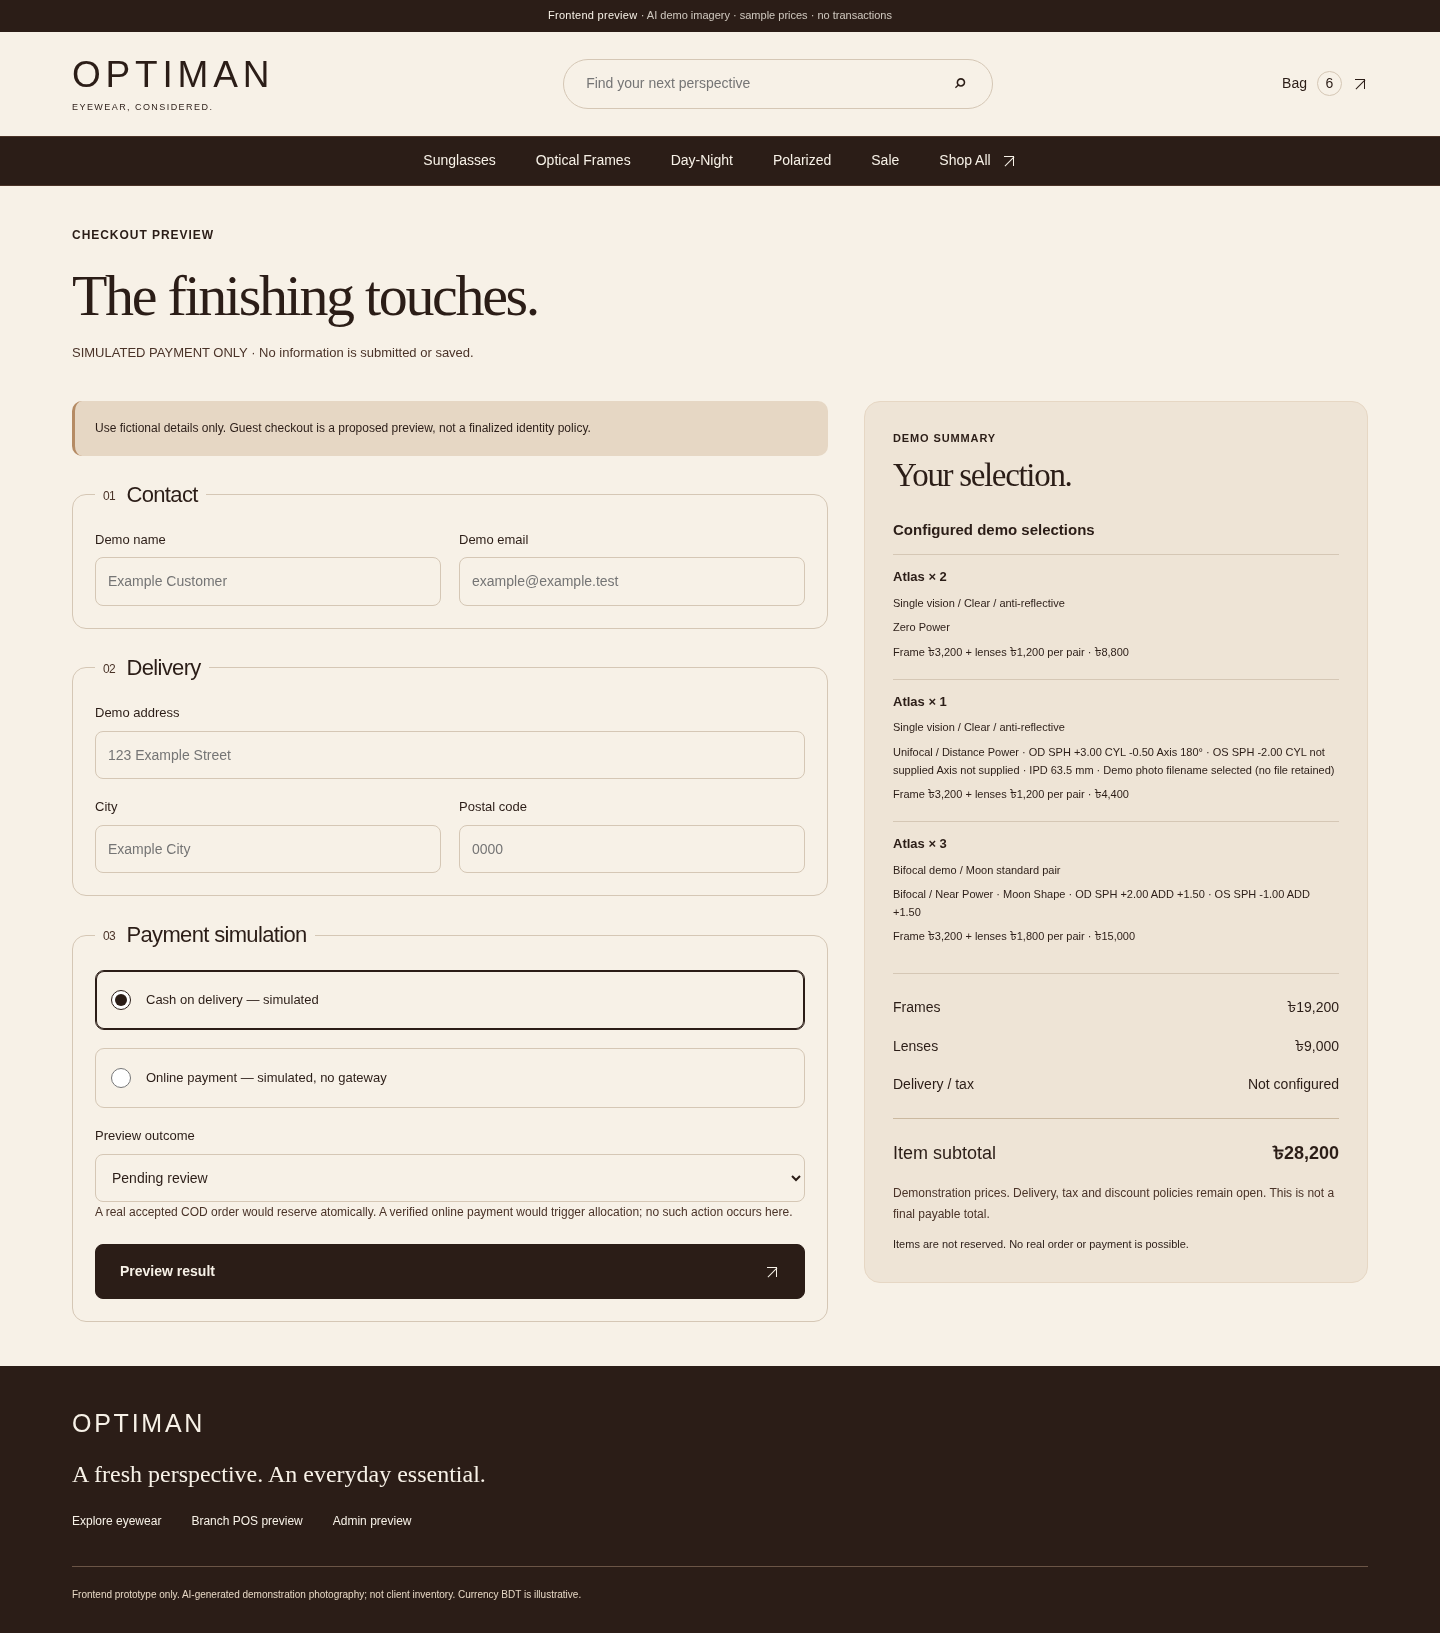 Frontend preview · AI demo imagery · sample prices · no transactions
OPTIMAN
EYEWEAR, CONSIDERED.
Find your next perspective
Bag 6
Sunglasses Optical Frames Day-Night Polarized Sale Shop All
CHECKOUT PREVIEW
The finishing touches.
SIMULATED PAYMENT ONLY · No information is submitted or saved.
Use fictional details only. Guest checkout is a proposed preview, not a finalized identity policy.
01 Contact
Demo name Demo email
Example Customer example@example.test
02 Delivery
Demo address
123 Example Street
City Postal code
Example City 0000
03 Payment simulation
Cash on delivery — simulated
Online payment — simulated, no gateway
Preview outcome
Pending review
A real accepted COD order would reserve atomically. A verified online payment would trigger allocation; no such action occurs here.
Preview result
DEMO SUMMARY
Your selection.
Configured demo selections
Atlas × 2
Single vision / Clear / anti-reflective
Zero Power
Frame ৳3,200 + lenses ৳1,200 per pair · ৳8,800
Atlas × 1
Single vision / Clear / anti-reflective
Unifocal / Distance Power · OD SPH +3.00 CYL -0.50 Axis 180° · OS SPH -2.00 CYL not
supplied Axis not supplied · IPD 63.5 mm · Demo photo filename selected (no file retained)
Frame ৳3,200 + lenses ৳1,200 per pair · ৳4,400
Atlas × 3
Bifocal demo / Moon standard pair
Bifocal / Near Power · Moon Shape · OD SPH +2.00 ADD +1.50 · OS SPH -1.00 ADD
+1.50
Frame ৳3,200 + lenses ৳1,800 per pair · ৳15,000
Frames ৳19,200
Lenses ৳9,000
Delivery / tax Not configured
Item subtotal ৳28,200
Demonstration prices. Delivery, tax and discount policies remain open. This is not a
final payable total.
Items are not reserved. No real order or payment is possible.
OPTIMAN
A fresh perspective. An everyday essential.
Explore eyewear Branch POS preview Admin preview
Frontend prototype only. AI-generated demonstration photography; not client inventory. Currency BDT is illustrative.